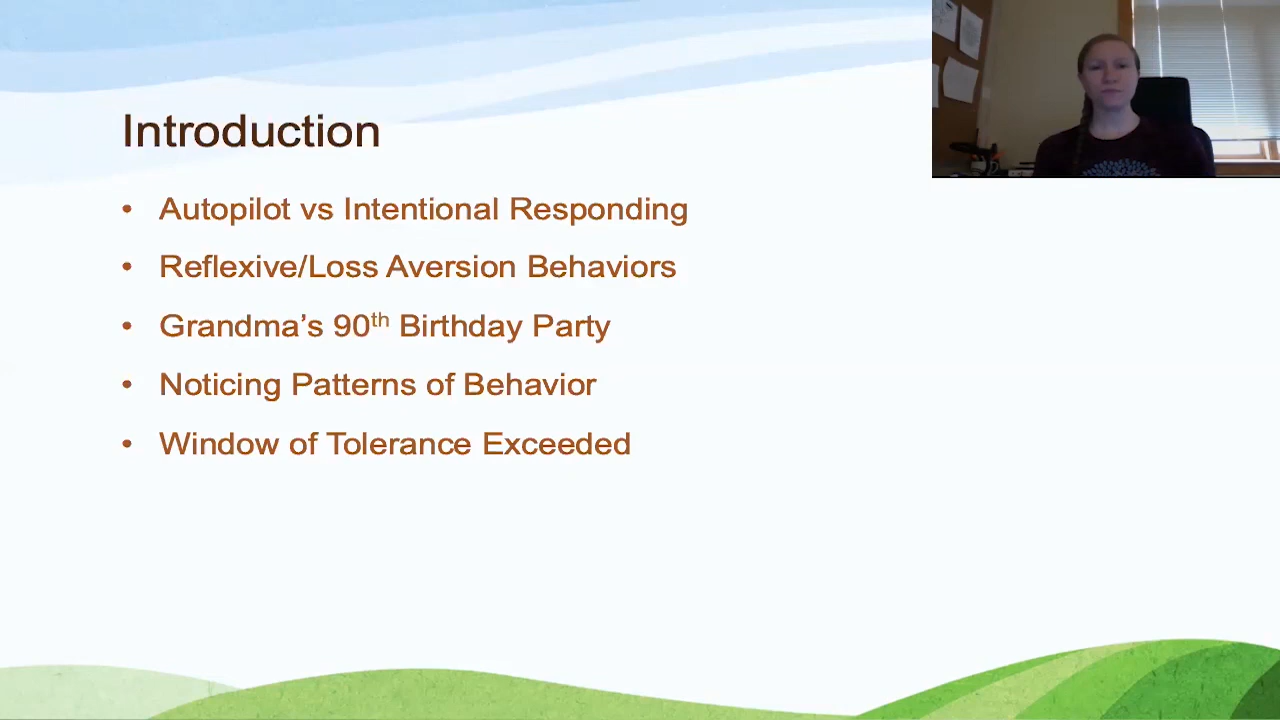 Introduction
• Autopilot vs Intentional Responding
• Reflexive/Loss Aversion Behaviors
• Grandma’s 90th Birthday Party
• Noticing Patterns of Behavior
• Window of Tolerance Exceeded